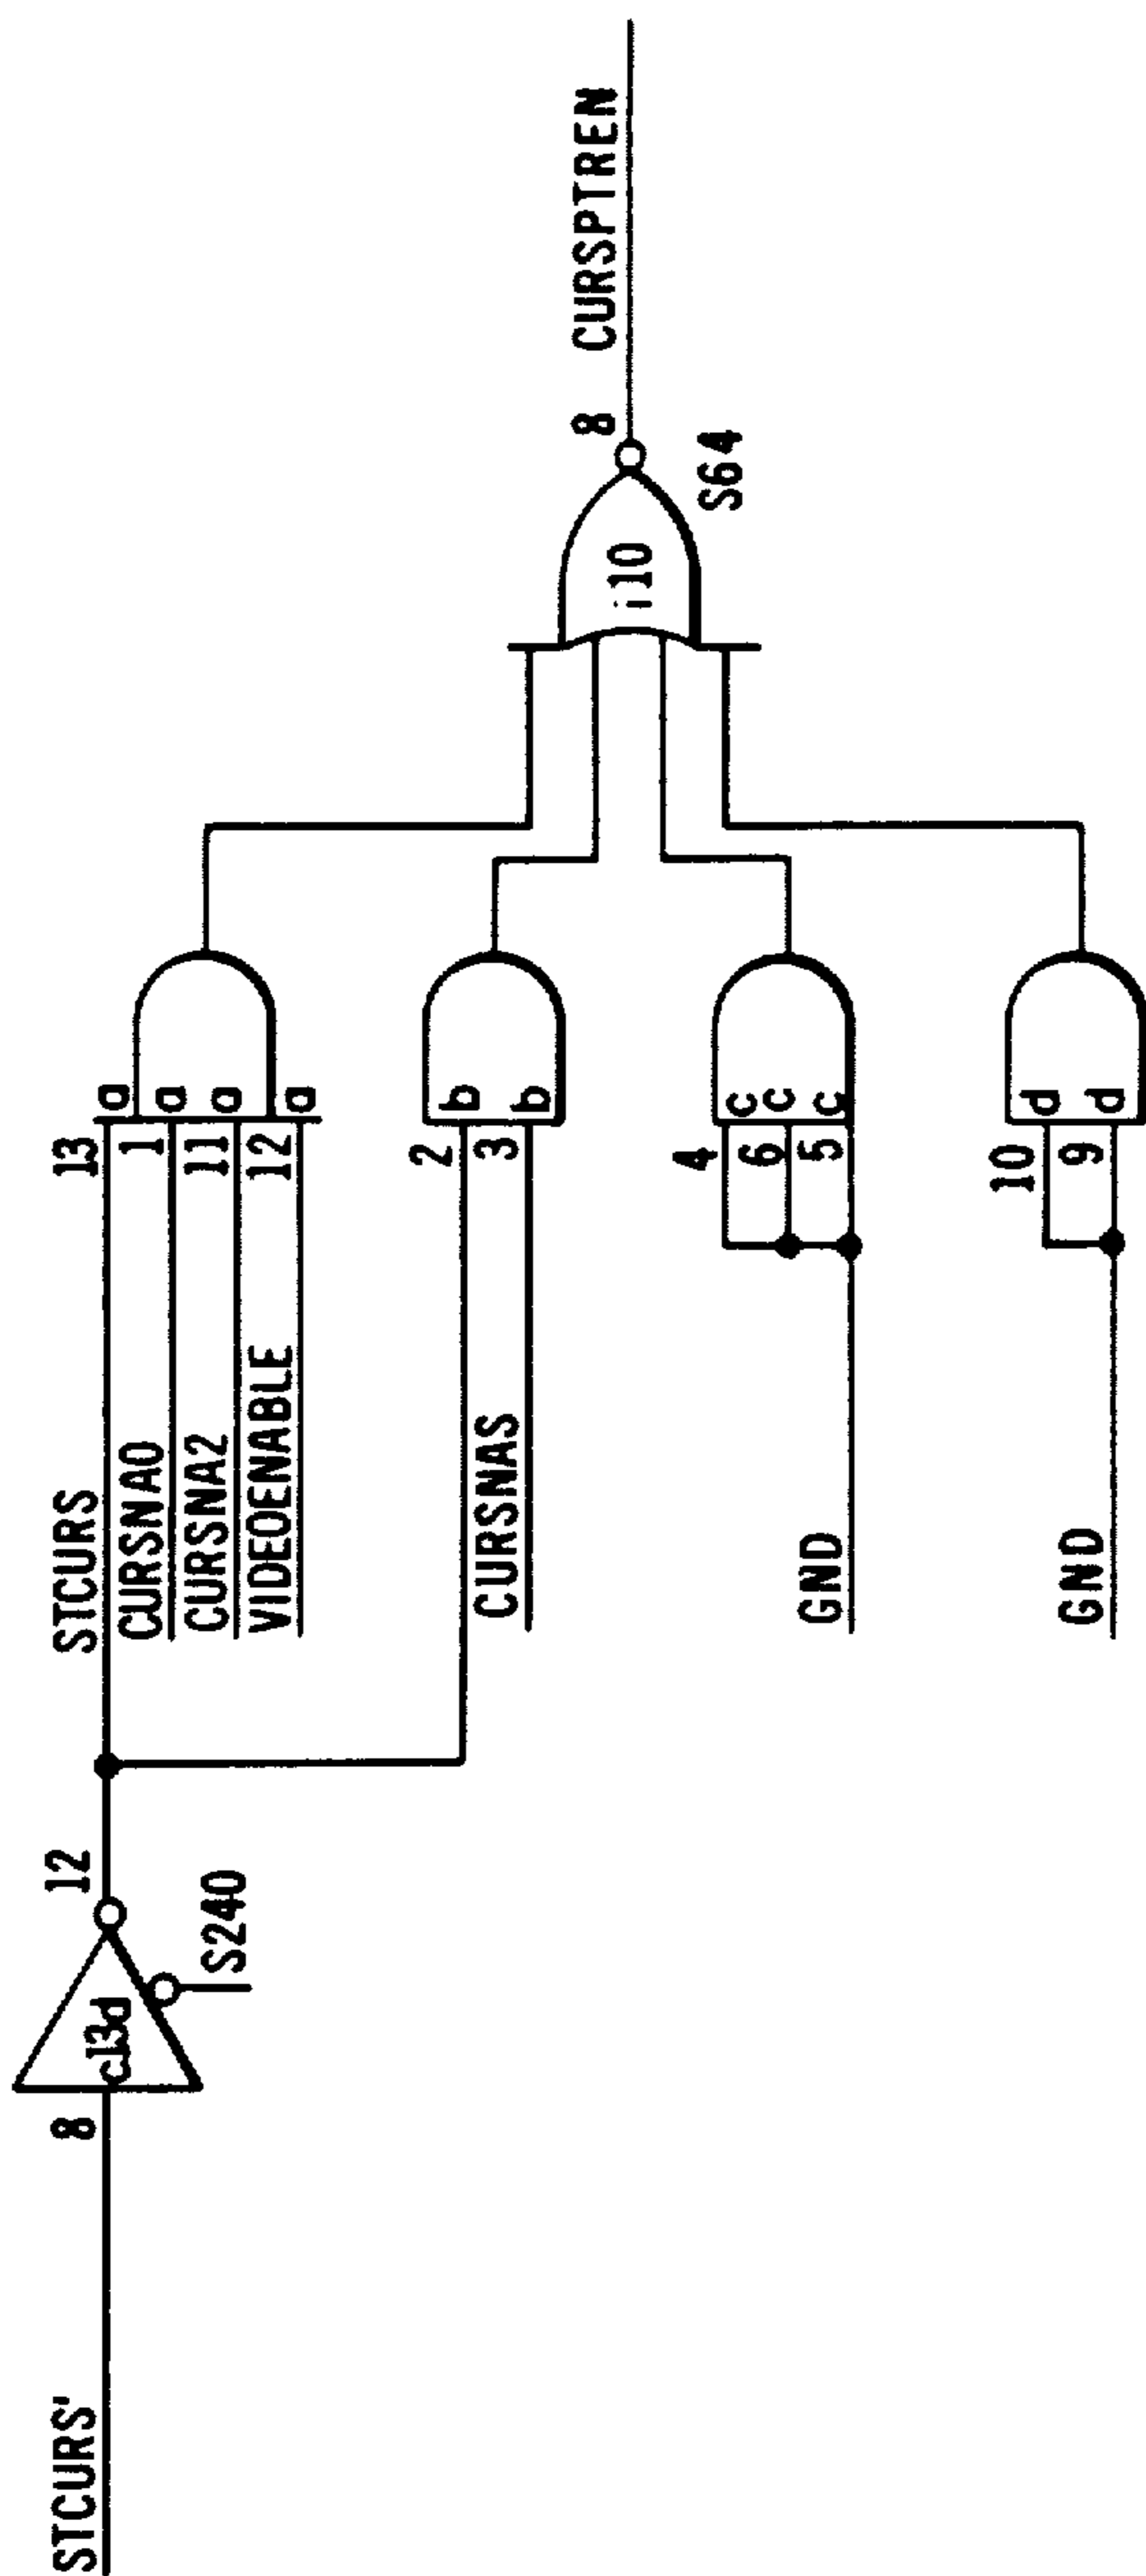 STCURS'
8
c13d
12
S240
STCURS
13
a
CURSNA0
1
a
CURSNA2
11
a
VIDEOENABLE
12
a
2
b
CURSNAS
3
b
4
c
6
c
5
c
GND
10
d
9
d
GND
i10
S64
8
CURSPTREN